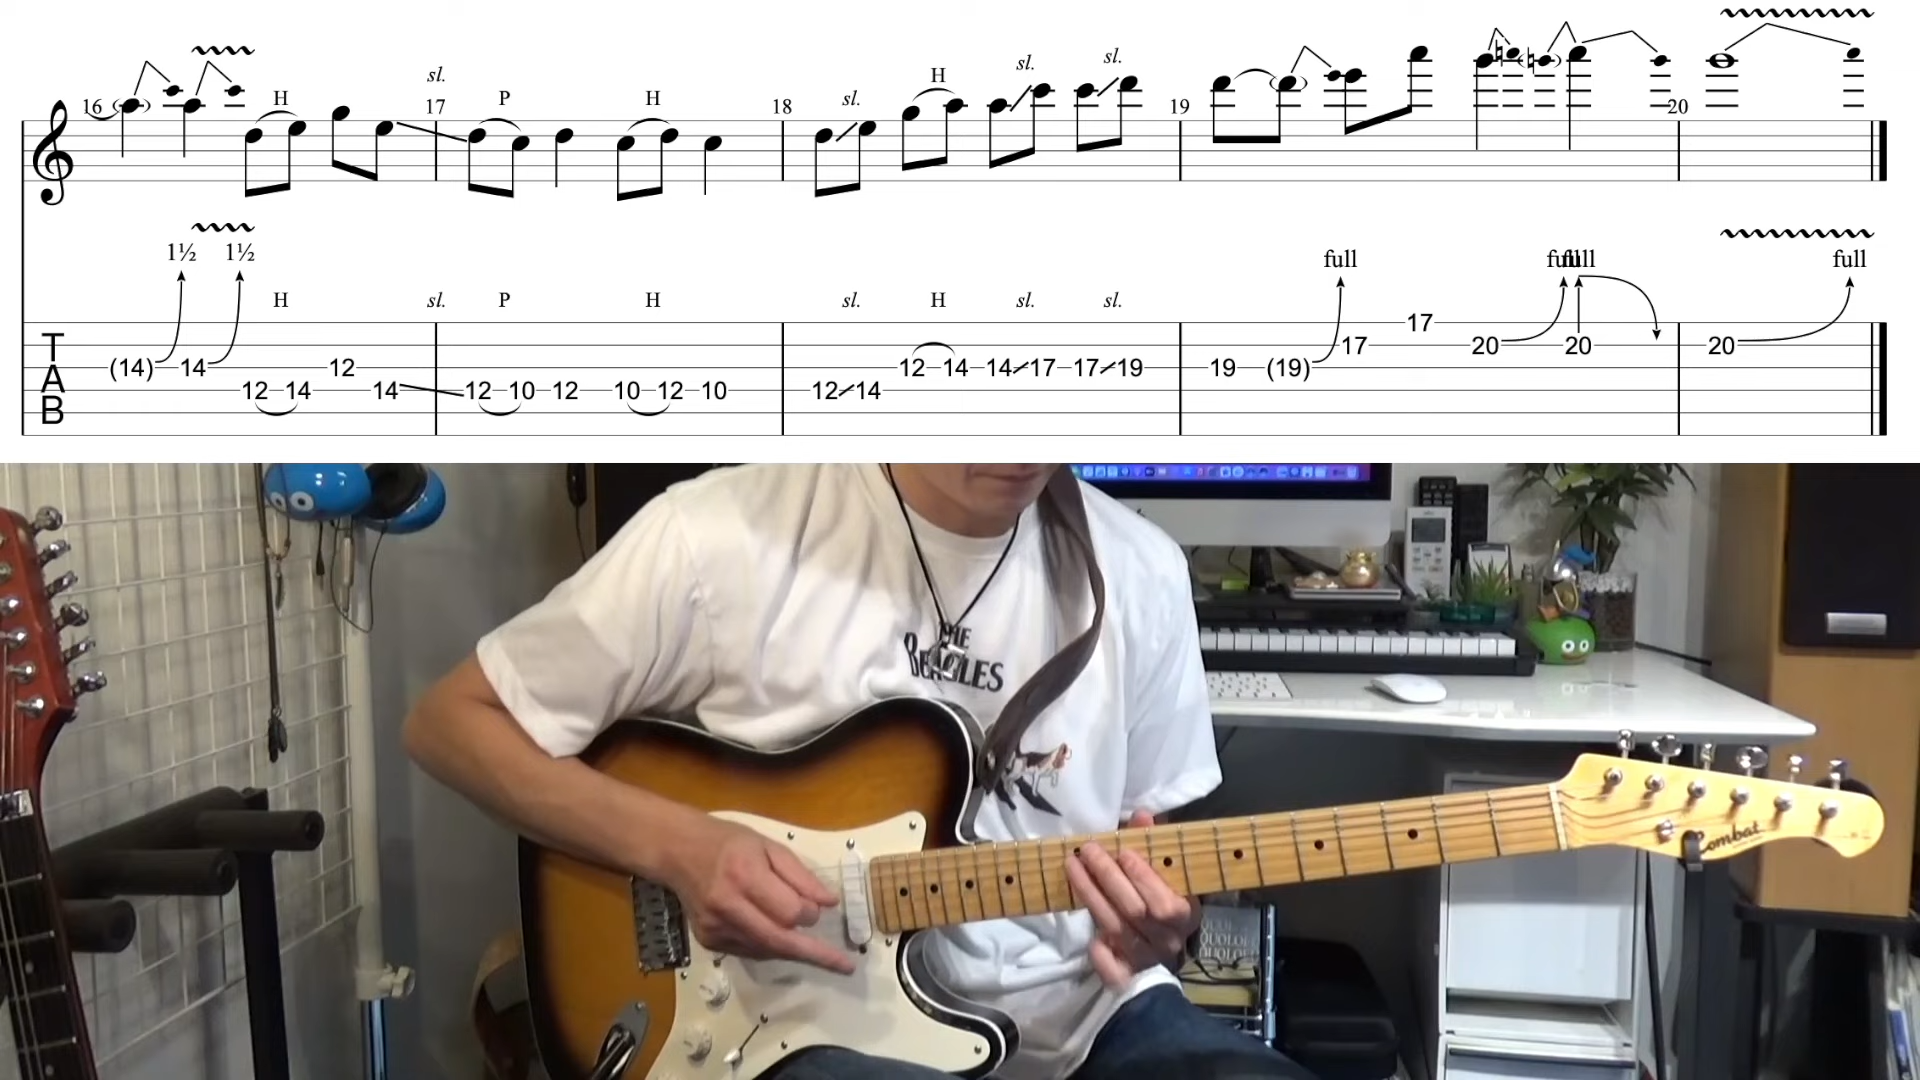 16 H sl. 17 P H 18 sl. H sl. sl. 19 20
1½ 1½ full full full full
H sl. P H sl. H sl. sl.
T
A
B
17
17 20 20 20
(14) 14 12 12 14 14 17 17 19 19 (19)
12 14 14 12 10 12 10 12 10 12 14
THE
BEAGLES
Combat